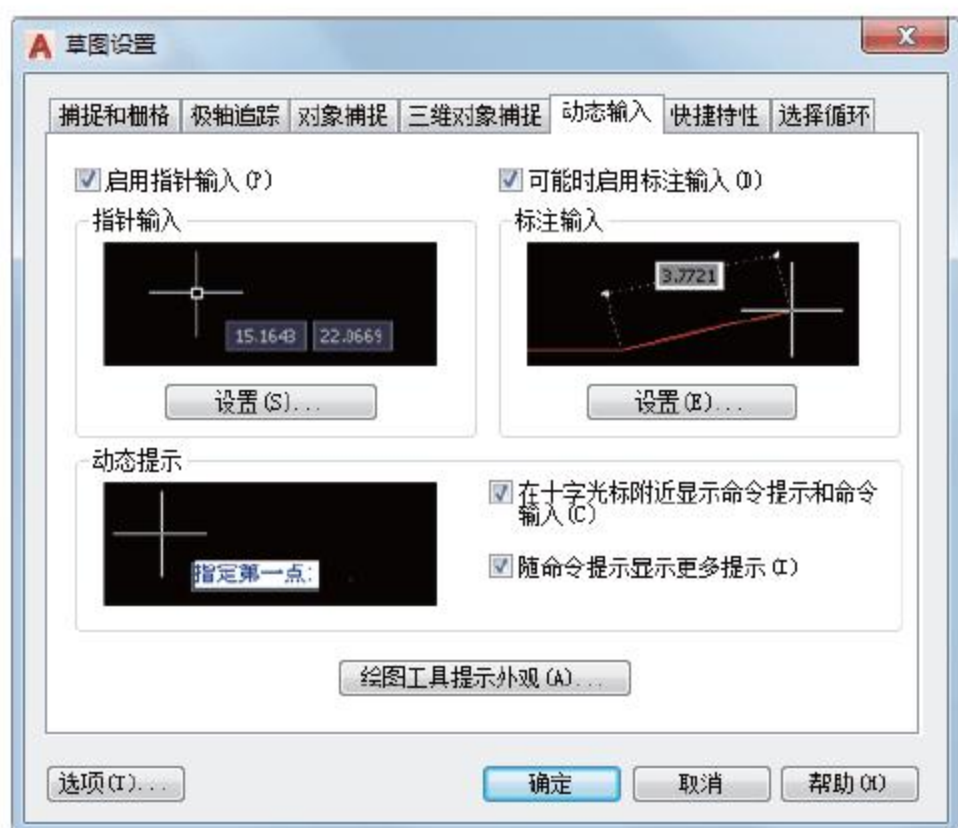 草图设置
捕捉和栅格 极轴追踪 对象捕捉 三维对象捕捉 动态输入 快捷特性 选择循环
启用指针输入(P)
可能时启用标注输入(D)
指针输入
标注输入
15.1643 22.0669
3.7721
设置(S)...
设置(E)...
动态提示
指定第一点:
在十字光标附近显示命令提示和命令
输入(C)
随命令提示显示更多提示(I)
绘图工具提示外观(A)...
选项(T)...
确定
取消
帮助(H)